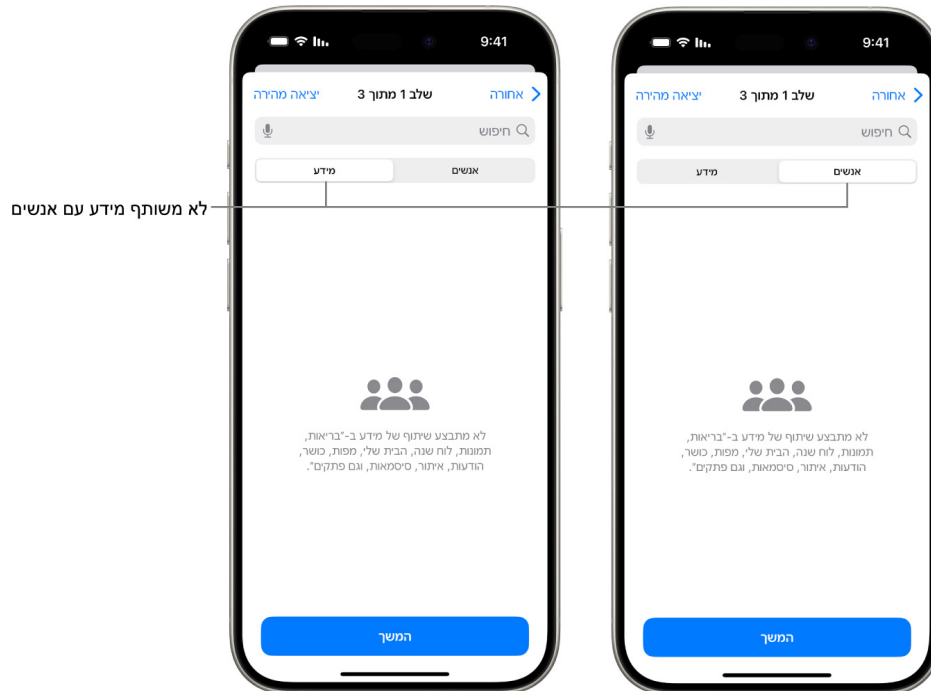 9:41
אחורה
שלב 1 מתוך 3
יציאה מהירה
חיפוש
אנשים
מידע
לא מתבצע שיתוף של מידע ב-"בריאות,
תמונות, לוח שנה, הבית שלי, מפות, כושר,
הודעות, איתור, סיסמאות, וגם פתקים".
המשך
9:41
אחורה
שלב 1 מתוך 3
יציאה מהירה
חיפוש
אנשים
מידע
לא מתבצע שיתוף של מידע ב-"בריאות,
תמונות, לוח שנה, הבית שלי, מפות, כושר,
הודעות, איתור, סיסמאות, וגם פתקים".
המשך
לא משותף מידע עם אנשים